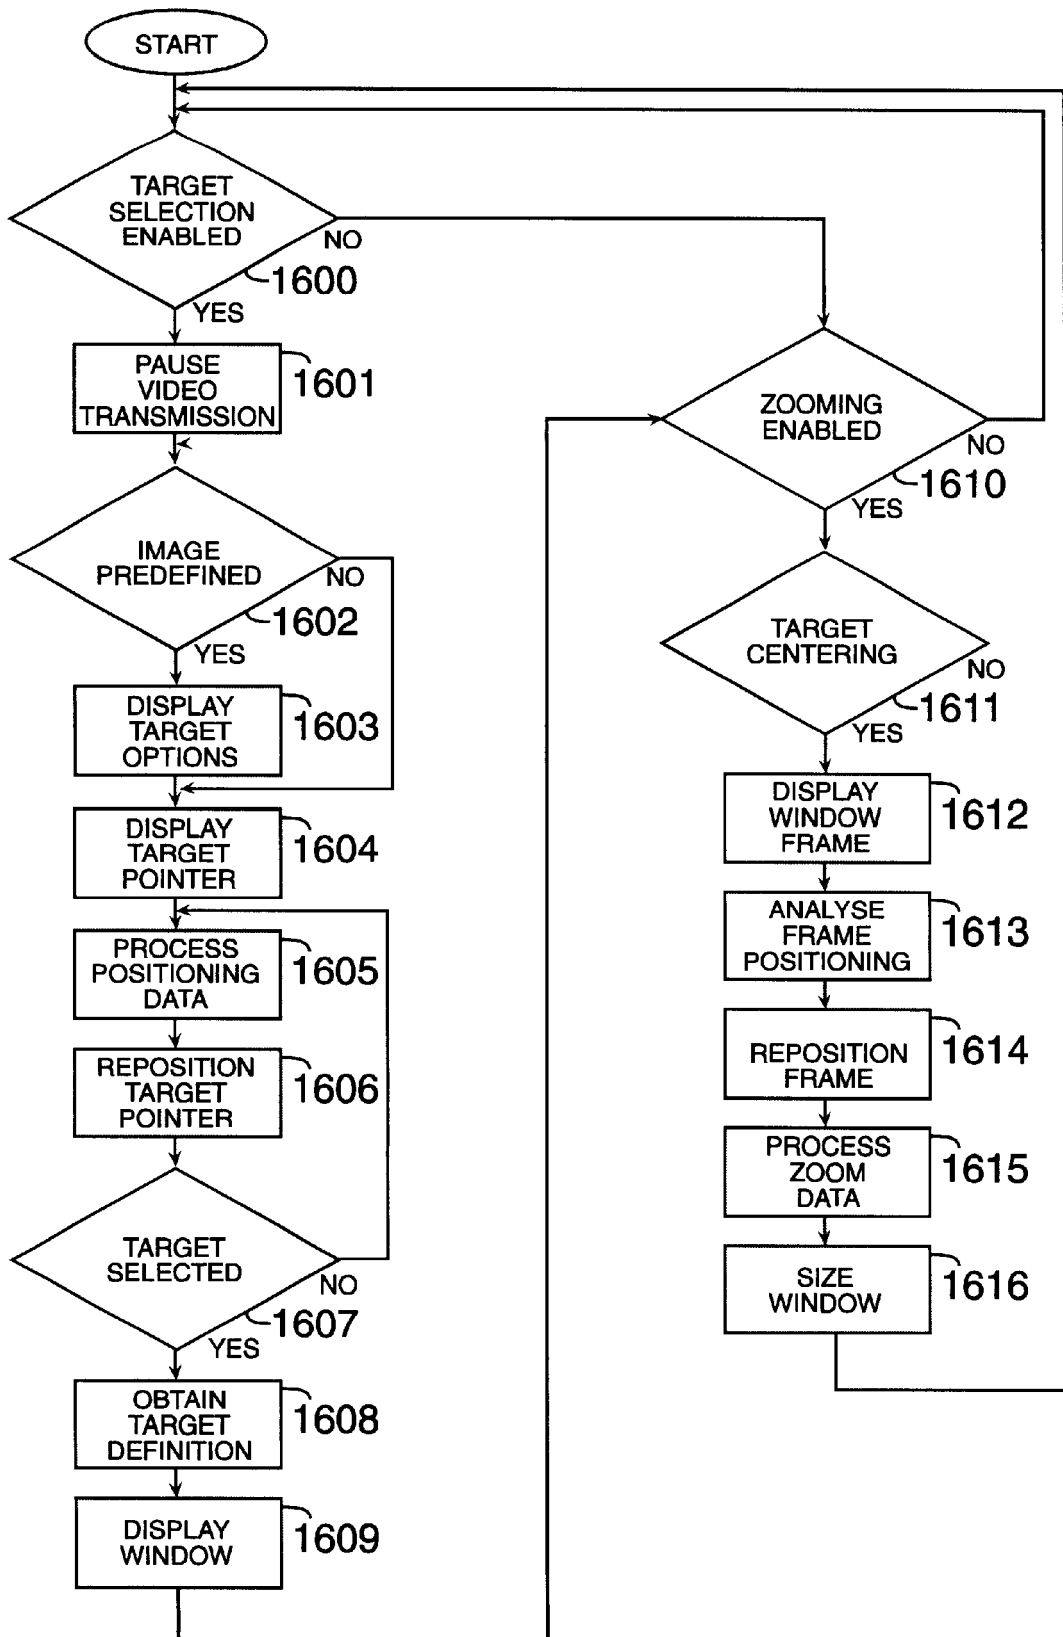 START
TARGET
SELECTION
ENABLED
NO
1600
YES
PAUSE
VIDEO
TRANSMISSION
1601
IMAGE
PREDEFINED
NO
1602
YES
DISPLAY
TARGET
OPTIONS
1603
DISPLAY
TARGET
POINTER
1604
PROCESS
POSITIONING
DATA
1605
REPOSITION
TARGET
POINTER
1606
TARGET
SELECTED
NO
1607
YES
OBTAIN
TARGET
DEFINITION
1608
DISPLAY
WINDOW
1609
ZOOMING
ENABLED
NO
1610
YES
TARGET
CENTERING
NO
1611
YES
DISPLAY
WINDOW
FRAME
1612
ANALYSE
FRAME
POSITIONING
1613
REPOSITION
FRAME
1614
PROCESS
ZOOM
DATA
1615
SIZE
WINDOW
1616